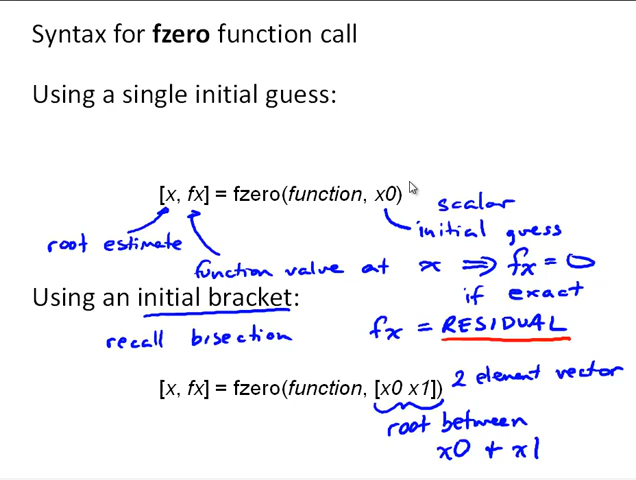 Syntax for fzero function call
Using a single initial guess:
[x, fx] = fzero(function, x0)
scalar
initial guess
root estimate
function value at x ⇒ fx = 0
if exact
Using an initial bracket:
recall bisection
fx = RESIDUAL
[x, fx] = fzero(function, [x0 x1])
2 element vector
root between
x0 + x1